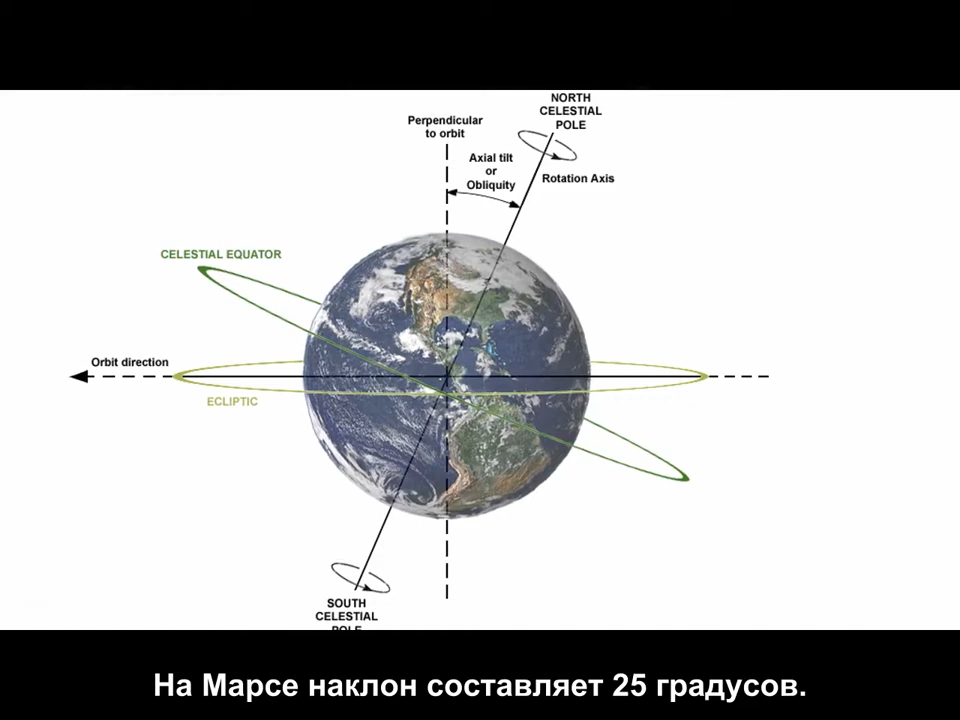 NORTH
CELESTIAL
POLE
Perpendicular
to orbit
Axial tilt
or
Obliquity
Rotation Axis
CELESTIAL EQUATOR
Orbit direction
ECLIPTIC
SOUTH
CELESTIAL
POLE
На Марсе наклон составляет 25 градусов.